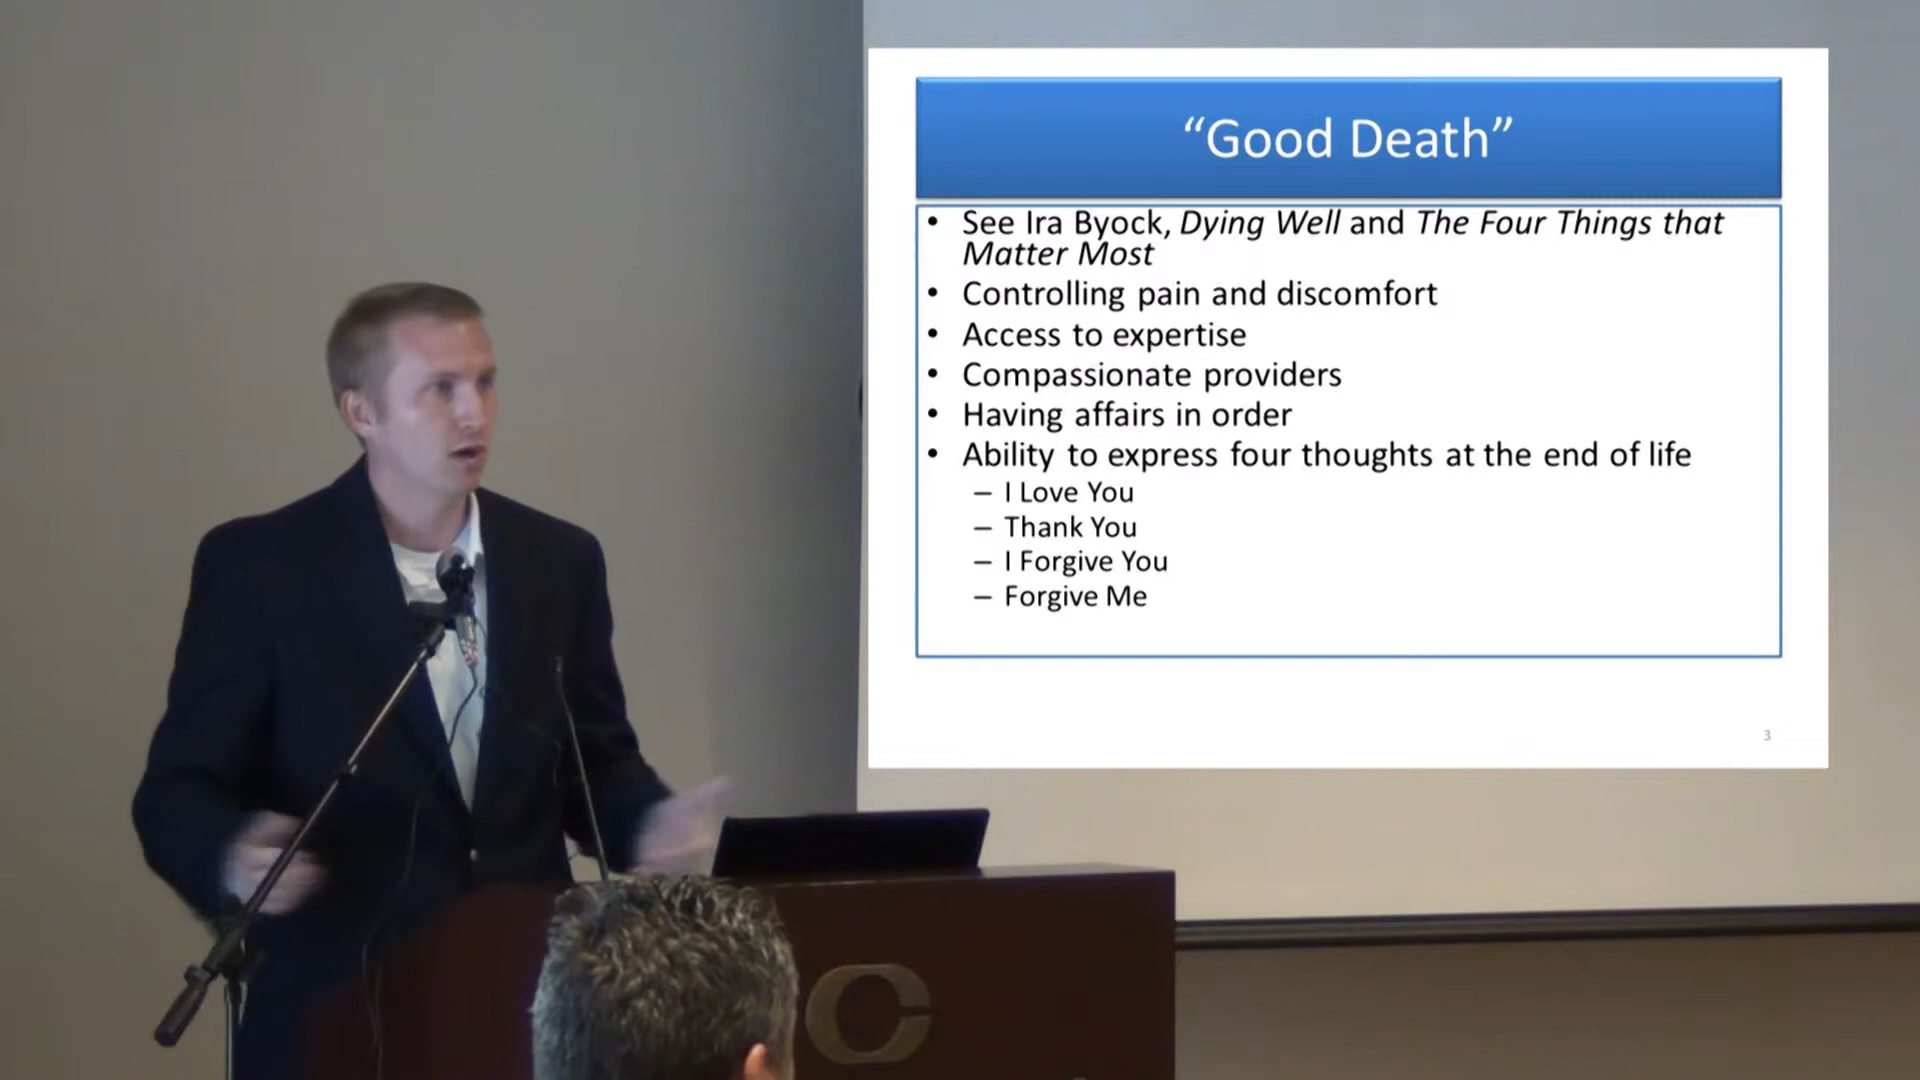 “Good Death”
• See Ira Byock, Dying Well and The Four Things that
Matter Most
• Controlling pain and discomfort
• Access to expertise
• Compassionate providers
• Having affairs in order
• Ability to express four thoughts at the end of life
– I Love You
– Thank You
– I Forgive You
– Forgive Me
3
C